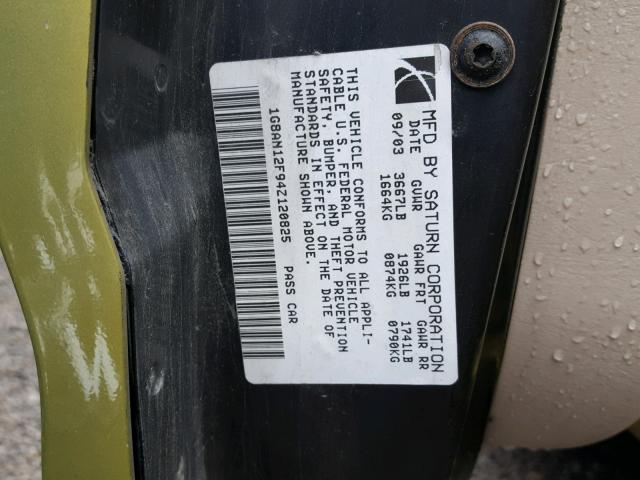 MFD BY SATURN CORPORATION
DATE GVWR GAWR FRT GAWR RR
09/03 3667LB 1926LB 1741LB
1664KG 0874KG 0790KG
THIS VEHICLE CONFORMS TO ALL APPLI-
CABLE U.S. FEDERAL MOTOR VEHICLE
SAFETY, BUMPER, AND THEFT PREVENTION
STANDARDS IN EFFECT ON THE DATE OF
MANUFACTURE SHOWN ABOVE.
1G8AN12F94Z120825 PASS CAR